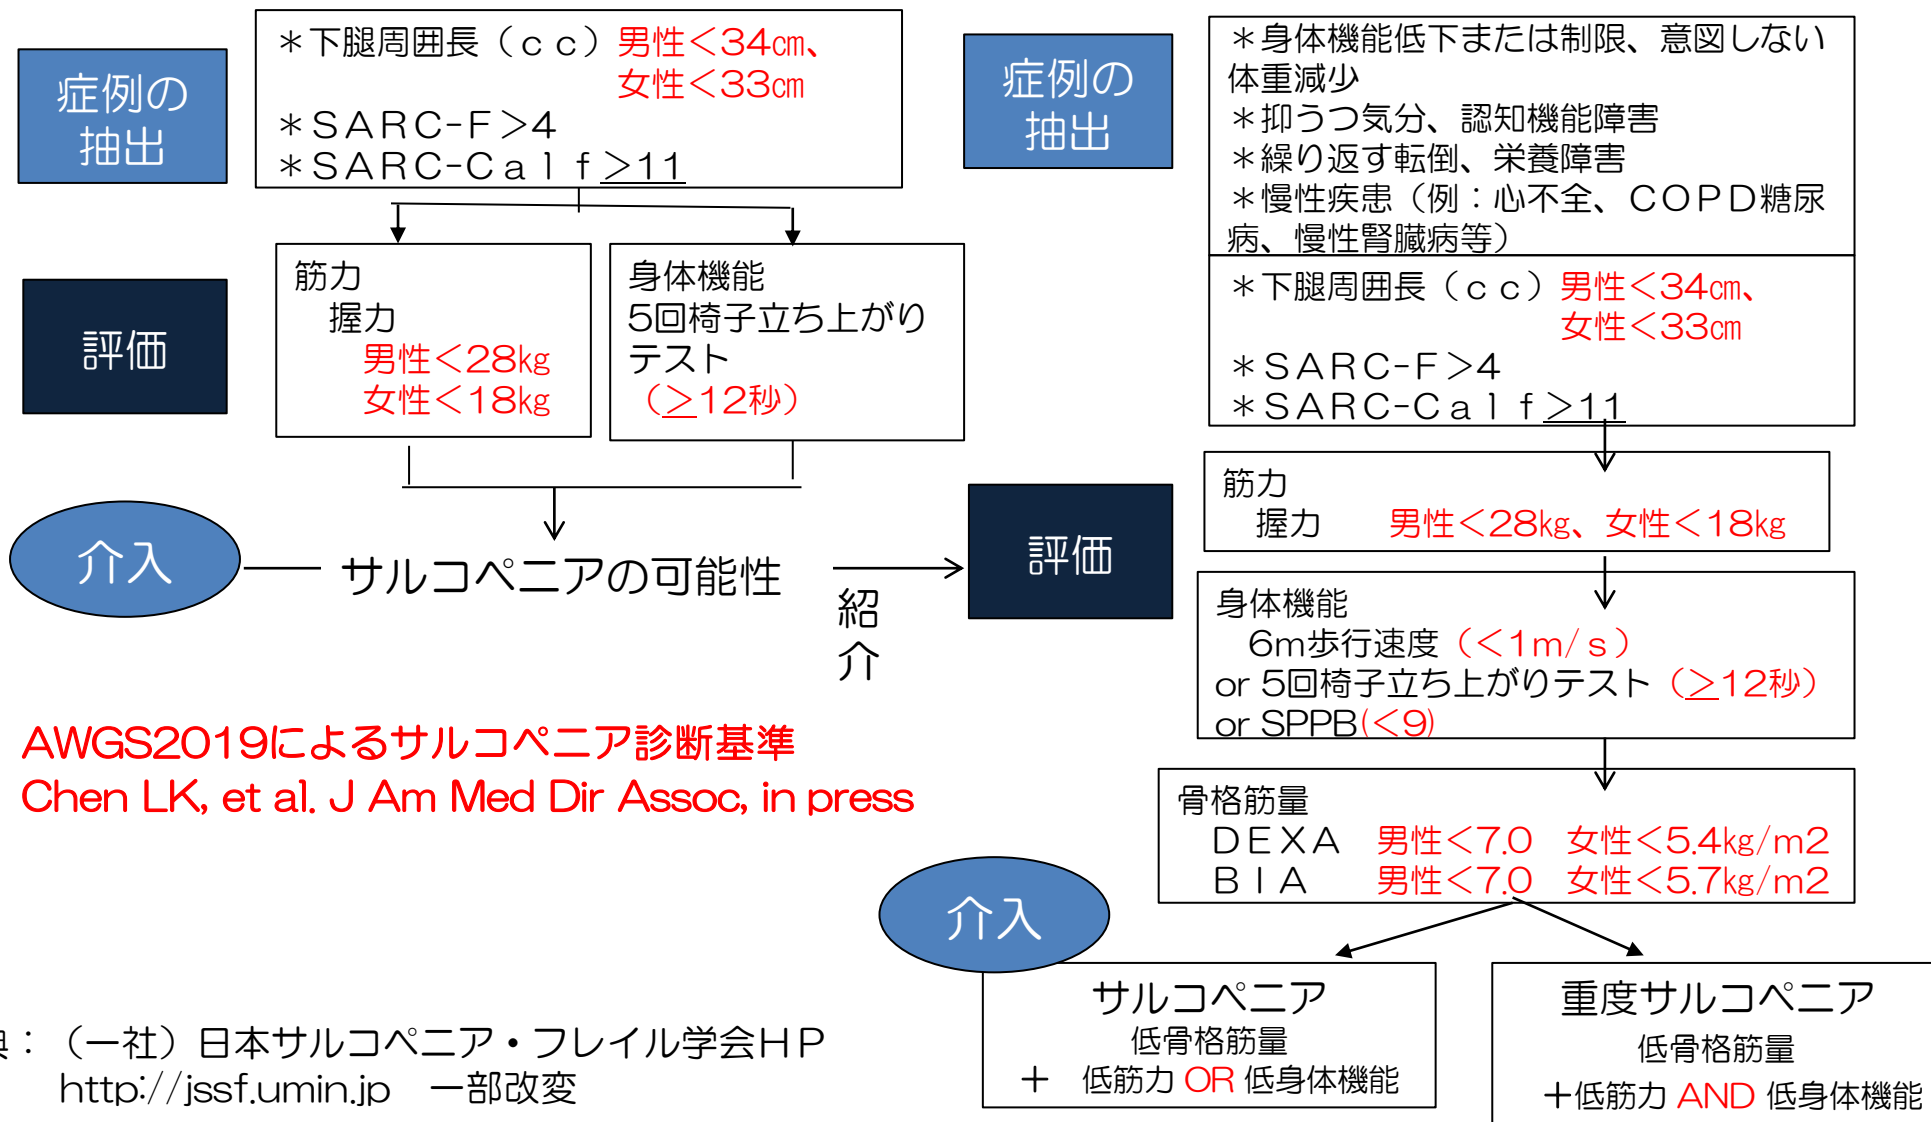 症例の
抽出
＊下腿周囲長（ｃｃ）男性＜34㎝、
女性＜33㎝
＊ＳＡＲＣ-Ｆ＞4
＊ＳＡＲＣ-Ｃａｌｆ＞11
評価
筋力
握力
男性＜28㎏
女性＜18㎏
身体機能
5回椅子立ち上がり
テスト
（＞12秒）
介入
サルコペニアの可能性
紹
介
AWGS2019によるサルコペニア診断基準
Chen LK, et al. J Am Med Dir Assoc, in press
症例の
抽出
＊身体機能低下または制限、意図しない
体重減少
＊抑うつ気分、認知機能障害
＊繰り返す転倒、栄養障害
＊慢性疾患（例：心不全、ＣＯＰＤ糖尿
病、慢性腎臓病等）
＊下腿周囲長（ｃｃ）男性＜34㎝、
女性＜33㎝
＊ＳＡＲＣ-Ｆ＞4
＊ＳＡＲＣ-Ｃａｌｆ＞11
評価
筋力
握力　男性＜28㎏、女性＜18㎏
身体機能
6m歩行速度（＜1m/ｓ）
or 5回椅子立ち上がりテスト（＞12秒）
or SPPB(＜9)
骨格筋量
ＤＥＸＡ　男性＜7.0　女性＜5.4㎏/m2
ＢＩＡ　男性＜7.0　女性＜5.7㎏/m2
介入
サルコペニア
低骨格筋量
＋　低筋力 OR 低身体機能
重度サルコペニア
低骨格筋量
＋低筋力 AND 低身体機能
：（一社）日本サルコペニア・フレイル学会ＨＰ
http://jssf.umin.jp　一部改変